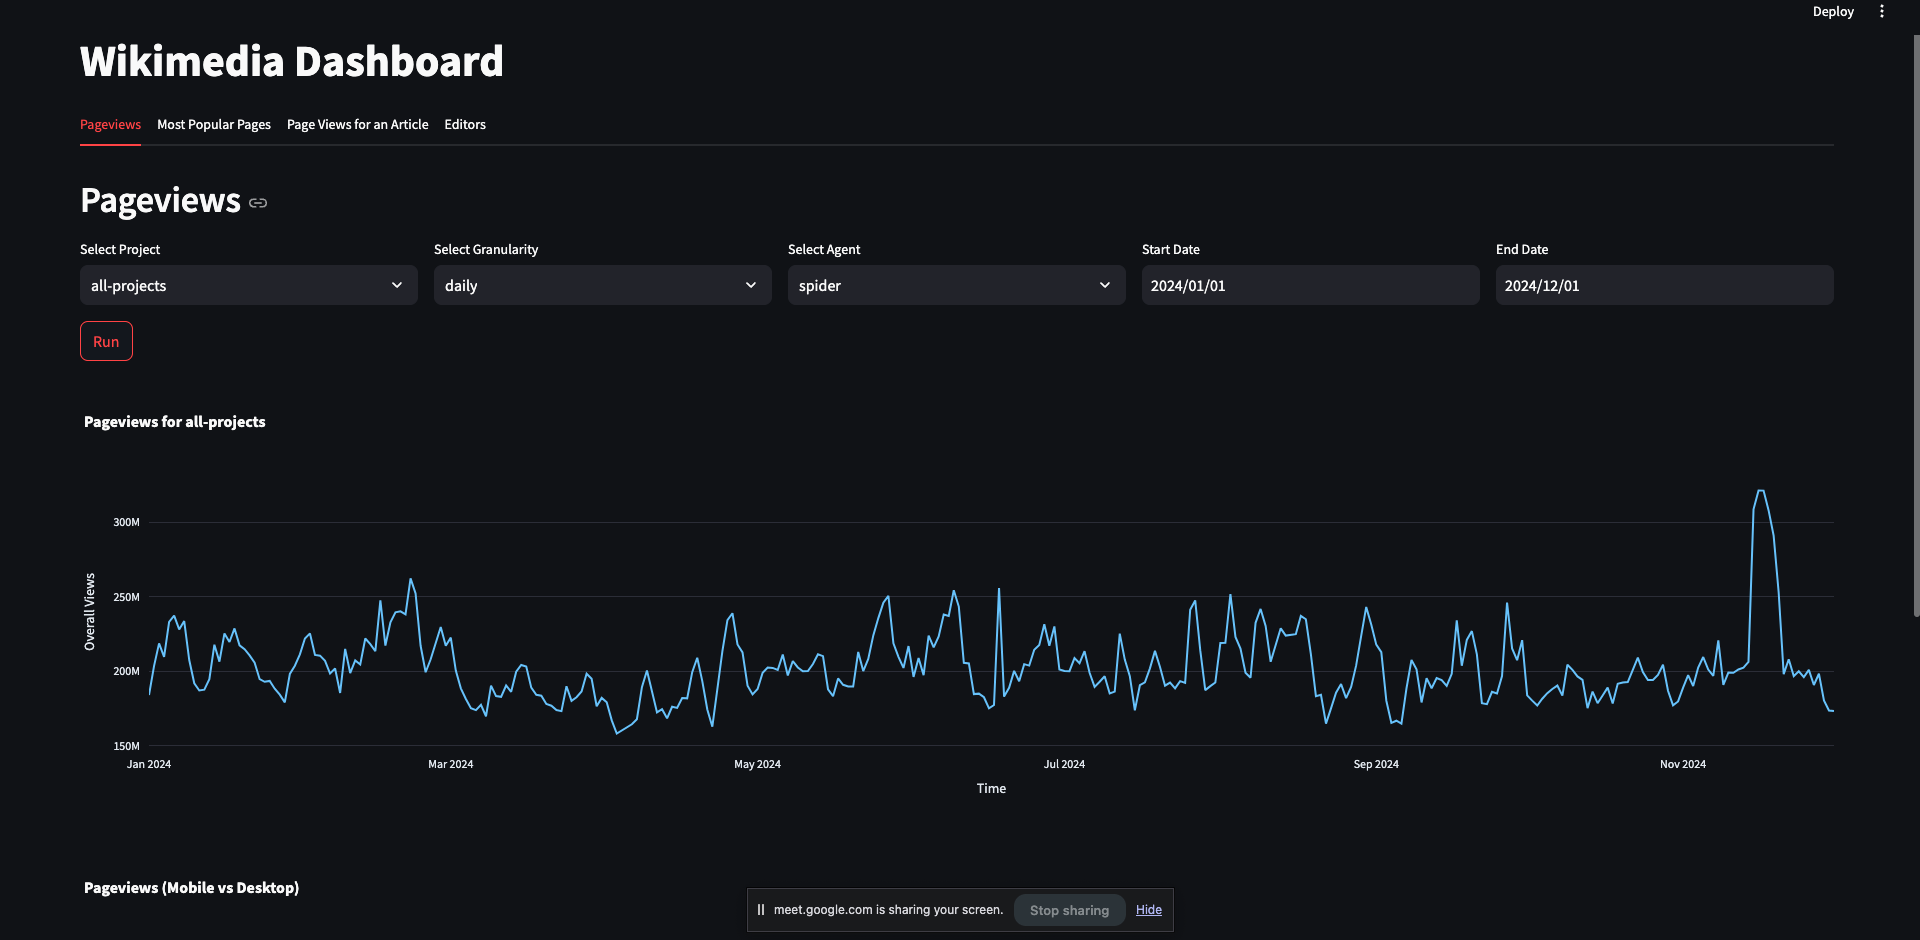 Deploy
Wikimedia Dashboard
Pageviews Most Popular Pages Page Views for an Article Editors
Pageviews
Select Project Select Granularity Select Agent Start Date End Date
all-projects daily spider 2024/01/01 2024/12/01
Run
Pageviews for all-projects
300M
250M
200M
150M
Overall Views
Jan 2024 Mar 2024 May 2024 Jul 2024 Sep 2024 Nov 2024
Time
Pageviews (Mobile vs Desktop)
meet.google.com is sharing your screen. Stop sharing Hide